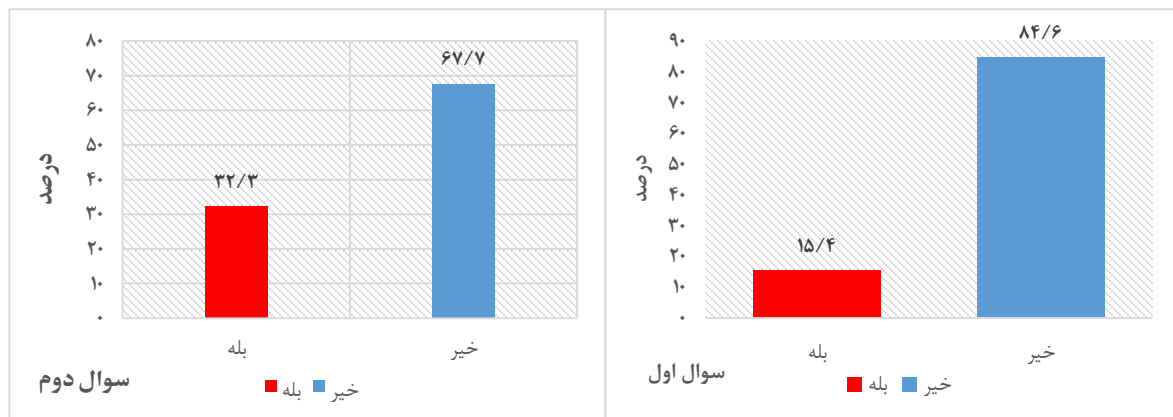 ۸۰
۷۰
۶۰
۵۰
۴۰
۳۰
۲۰
۱۰
۰
درصد
۳۲/۳
۶۷/۷
بله
خیر
سوال دوم
بله
خیر
۹۰
۸۰
۷۰
۶۰
۵۰
۴۰
۳۰
۲۰
۱۰
۰
درصد
۱۵/۴
۸۴/۶
بله
خیر
سوال اول
بله
خیر